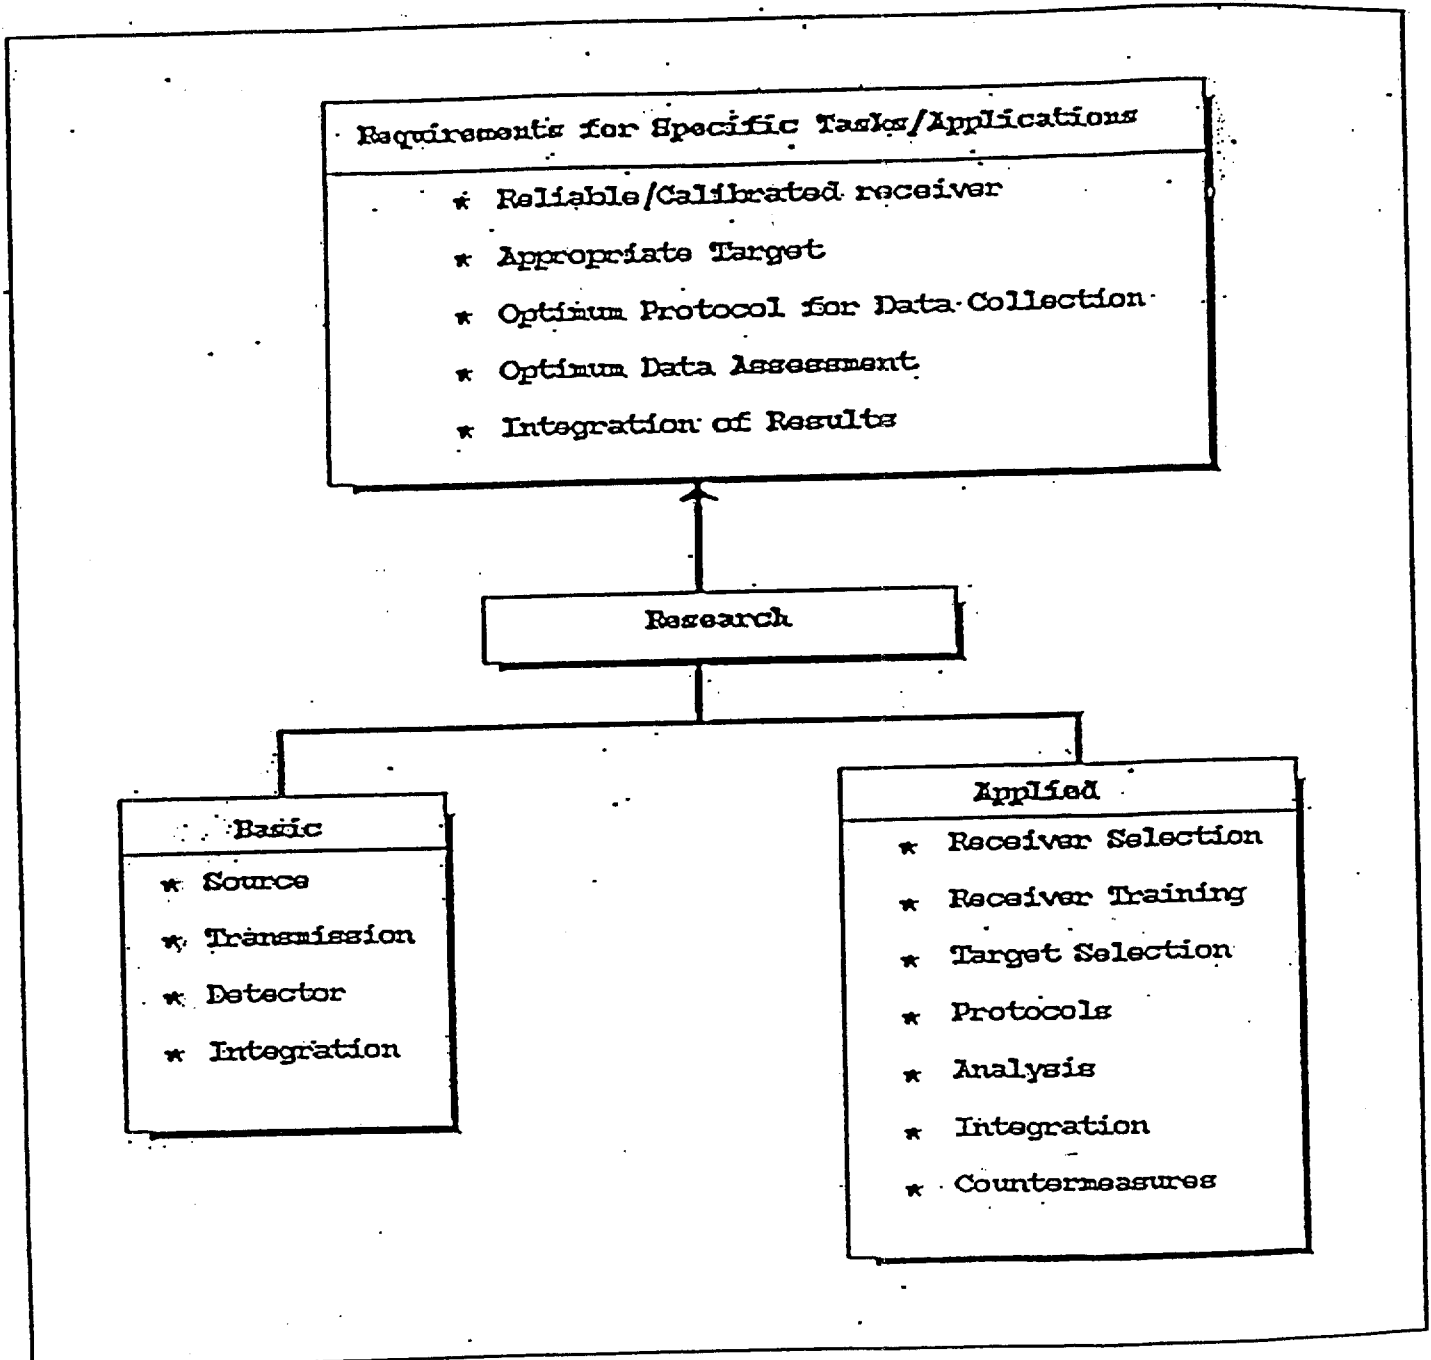 Requirements for Specific Tasks/Applications
* Reliable/Calibrated receiver
* Appropriate Target
* Optimum Protocol for Data Collection
* Optimum Data Assessment
* Integration of Results
Research
Basic
* Source
* Transmission
* Detector
* Integration
Applied
* Receiver Selection
* Receiver Training
* Target Selection
* Protocols
* Analysis
* Integration
* Countermeasures